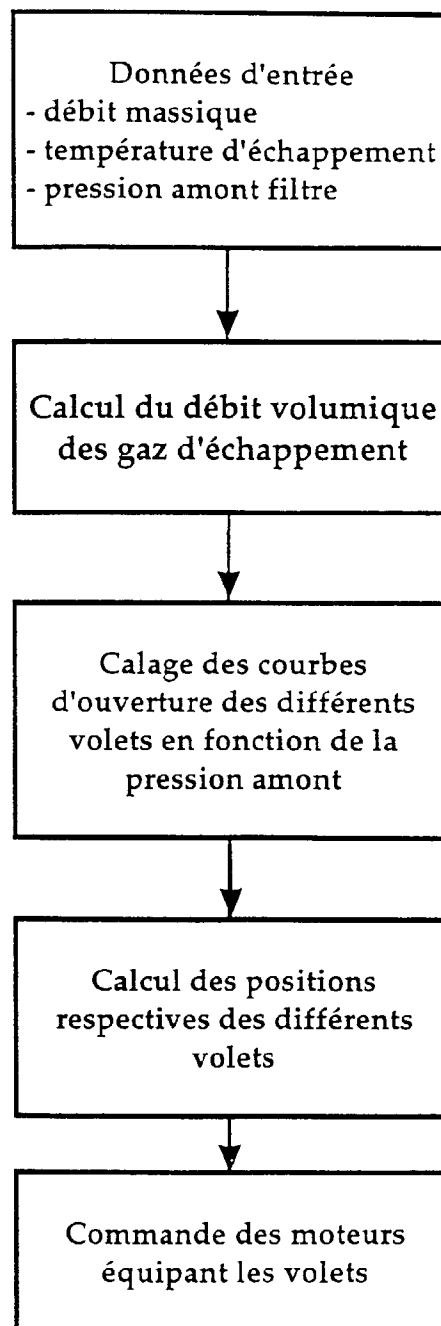 Données d'entrée
- débit massique
- température d'échappement
- pression amont filtre
Calcul du débit volumique
des gaz d'échappement
Calage des courbes
d'ouverture des différents
volets en fonction de la
pression amont
Calcul des positions
respectives des différents
volets
Commande des moteurs
équipant les volets